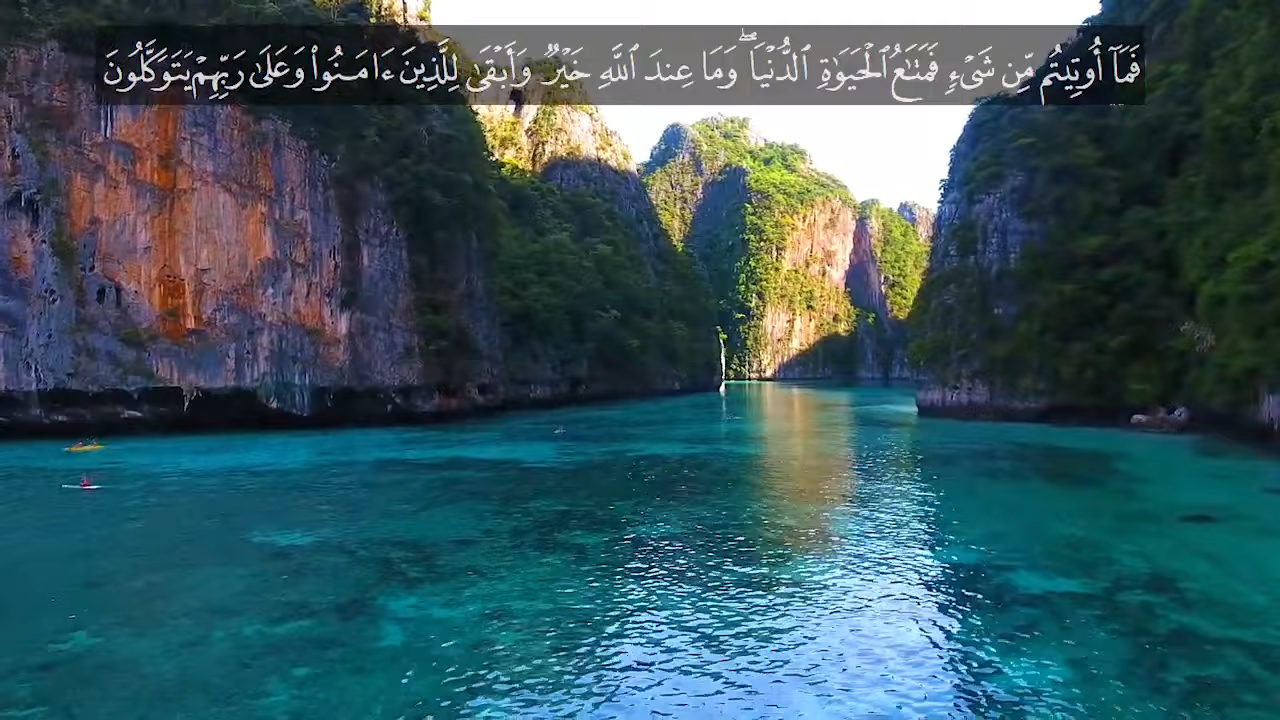 فَمَآ أُوتِيتُم مِّن شَىْءٍ فَمَتَـٰعُ ٱلْحَيَوٰةِ ٱلدُّنْيَا ۖ وَمَا عِندَ ٱللَّهِ خَيْرٌ وَأَبْقَىٰ لِلَّذِينَ ءَامَنُوا۟ وَعَلَىٰ رَبِّهِمْ يَتَوَكَّلُونَ